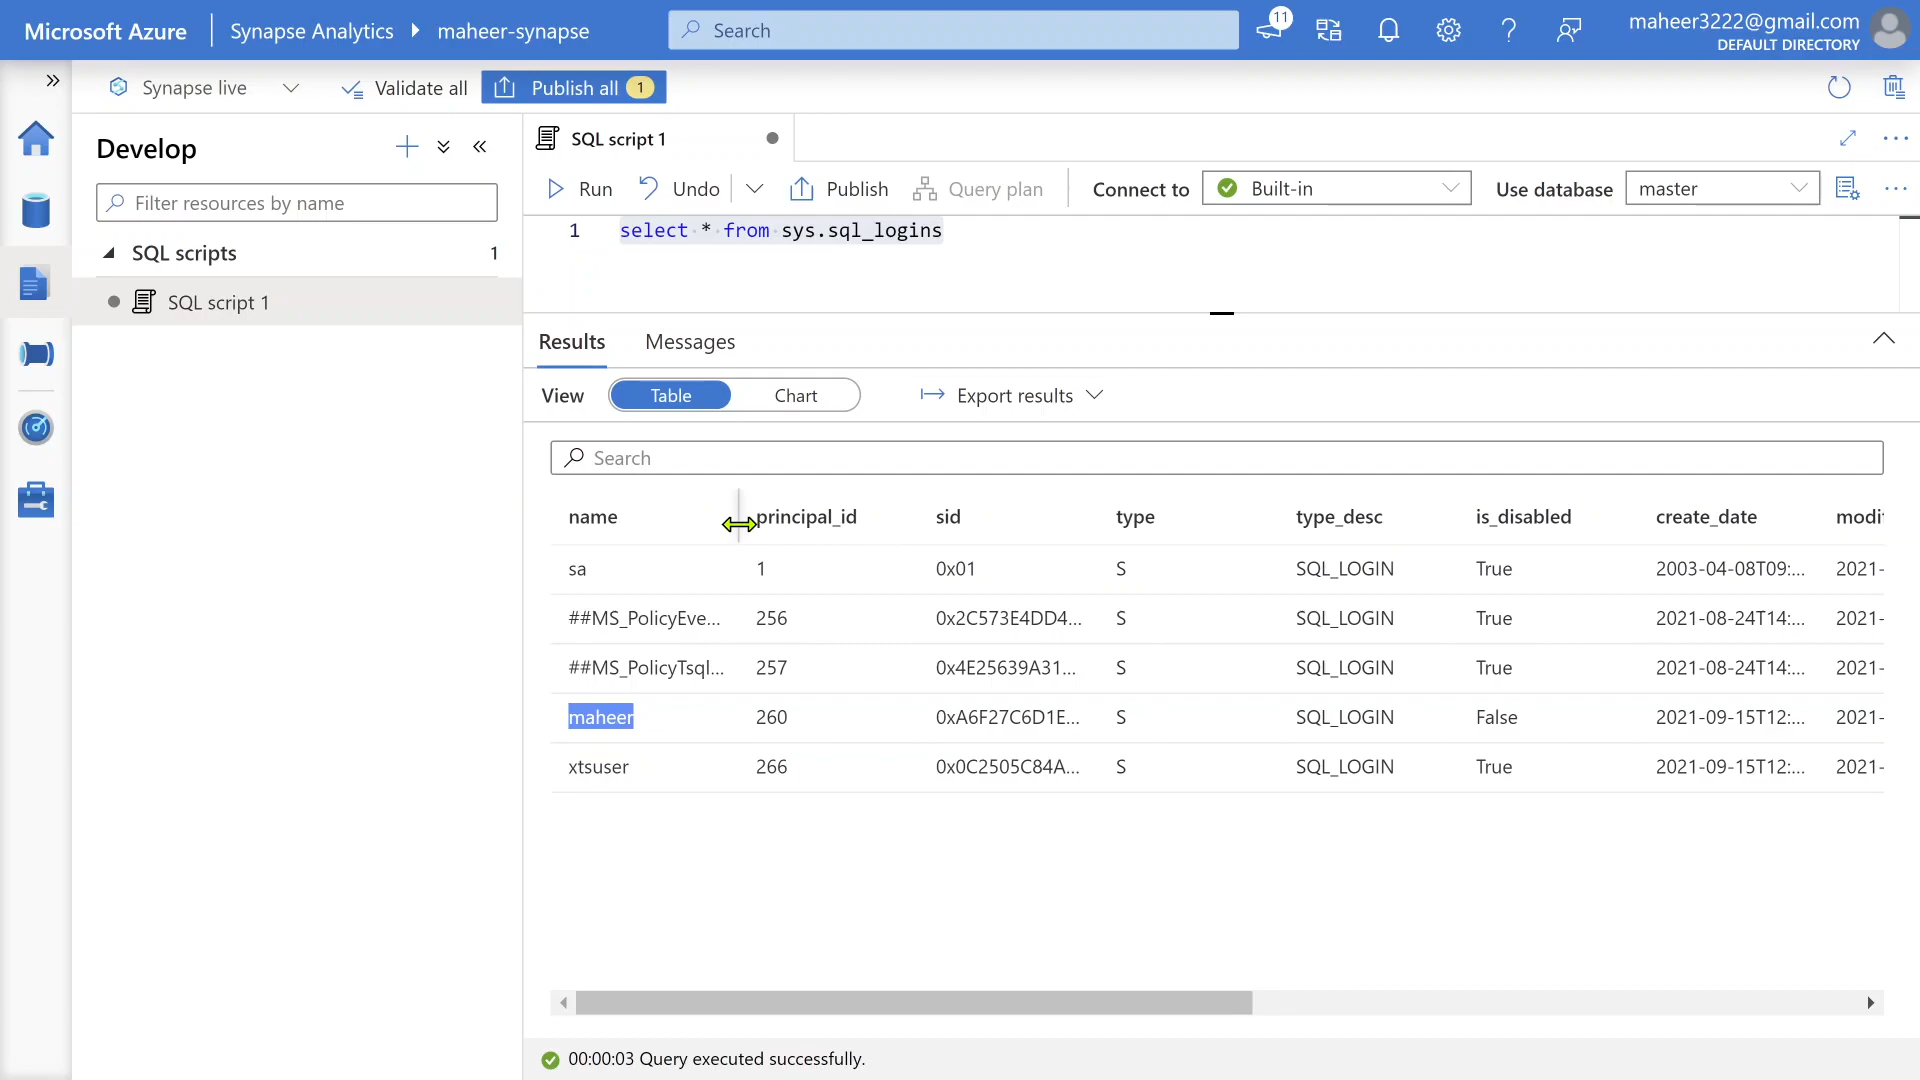 Microsoft Azure
Synapse Analytics
maheer-synapse
Search
11
maheer3222@gmail.com
DEFAULT DIRECTORY
Synapse live
Validate all
Publish all 1
Develop
Filter resources by name
SQL scripts 1
SQL script 1
SQL script 1
Run
Undo
Publish
Query plan
Connect to
Built-in
Use database
master
1 select * from sys.sql_logins
Results
Messages
View
Table
Chart
Export results
Search
name principal_id sid type type_desc is_disabled create_date modif
sa 1 0x01 S SQL_LOGIN True 2003-04-08T09:... 2021-
##MS_PolicyEve... 256 0x2C573E4DD4... S SQL_LOGIN True 2021-08-24T14:... 2021-
##MS_PolicyTsql... 257 0x4E25639A31... S SQL_LOGIN True 2021-08-24T14:... 2021-
maheer 260 0xA6F27C6D1E... S SQL_LOGIN False 2021-09-15T12:... 2021-
xtsuser 266 0x0C2505C84A... S SQL_LOGIN True 2021-09-15T12:... 2021-
00:00:03 Query executed successfully.